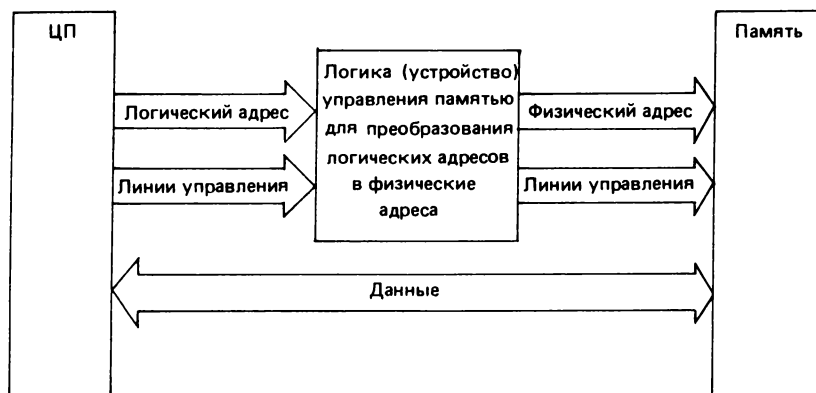 ЦП
Память
Логика (устройство)
управления памятью
для преобразования
логических адресов
в физические
адреса
Логический адрес
Физический адрес
Линии управления
Линии управления
Данные